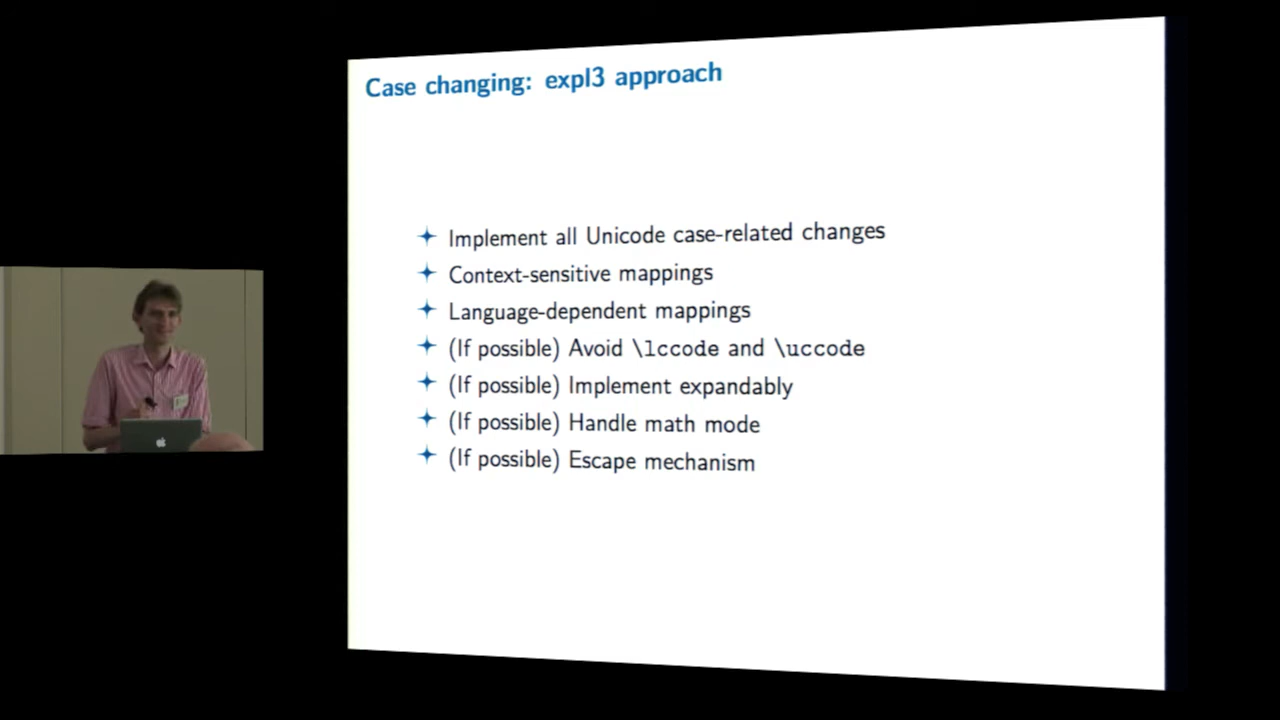 Case changing: expl3 approach
Implement all Unicode case-related changes
Context-sensitive mappings
Language-dependent mappings
(If possible) Avoid \lccode and \uccode
(If possible) Implement expandably
(If possible) Handle math mode
(If possible) Escape mechanism